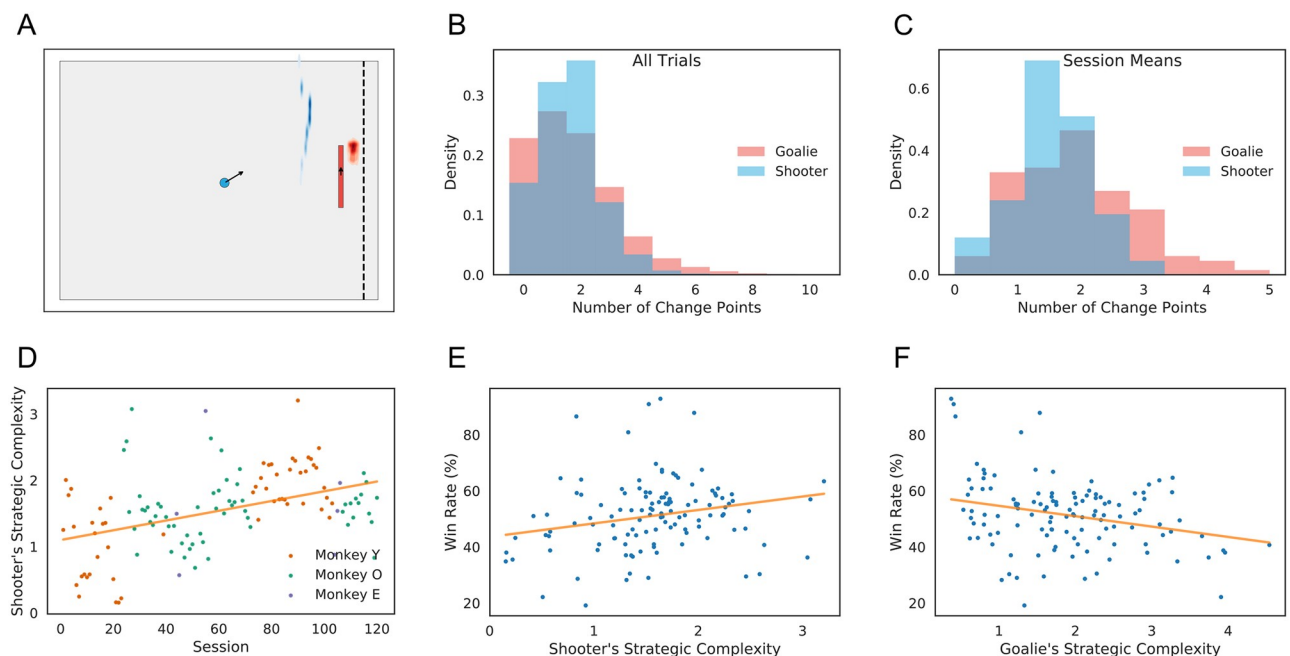 A
B
C
All Trials
Session Means
0.3
0.2
0.1
0.0
Density
Goalie
Shooter
0 2 4 6 8 10
Number of Change Points
0.6
0.4
0.2
0.0
Density
Goalie
Shooter
0 1 2 3 4 5
Number of Change Points
D
E
F
Shooter's Strategic Complexity
3
2
1
0
Monkey Y
Monkey O
Monkey E
0 20 40 60 80 100 120
Session
Win Rate (%)
80
60
40
20
0 1 2 3
Shooter's Strategic Complexity
Win Rate (%)
80
60
40
20
1 2 3 4
Goalie's Strategic Complexity